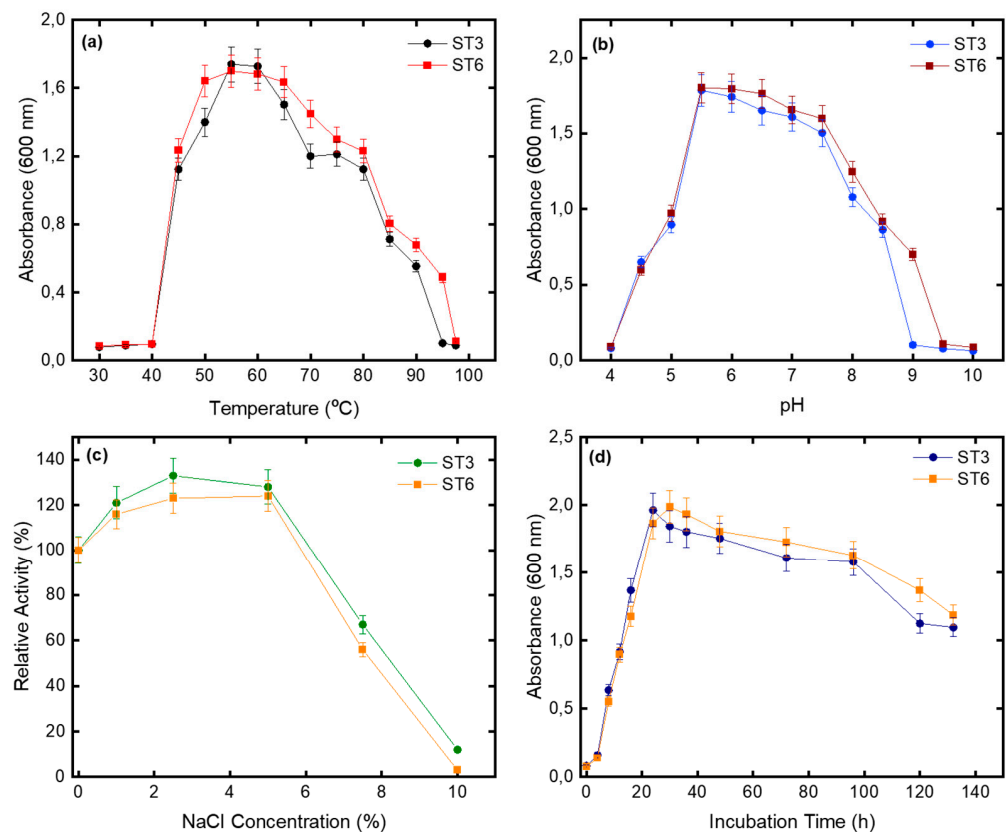 (a)
ST3
ST6
2,0
1,6
1,2
0,8
0,4
0,0
Absorbance (600 nm)
30 40 50 60 70 80 90 100
Temperature (ºC)
(b)
ST3
ST6
2,0
1,5
1,0
0,5
0,0
Absorbance (600 nm)
4 5 6 7 8 9 10
pH
(c)
ST3
ST6
140
120
100
80
60
40
20
0
Relative Activity (%)
0 2 4 6 8 10
NaCl Concentration (%)
(d)
ST3
ST6
2,5
2,0
1,5
1,0
0,5
0,0
Absorbance (600 nm)
0 20 40 60 80 100 120 140
Incubation Time (h)